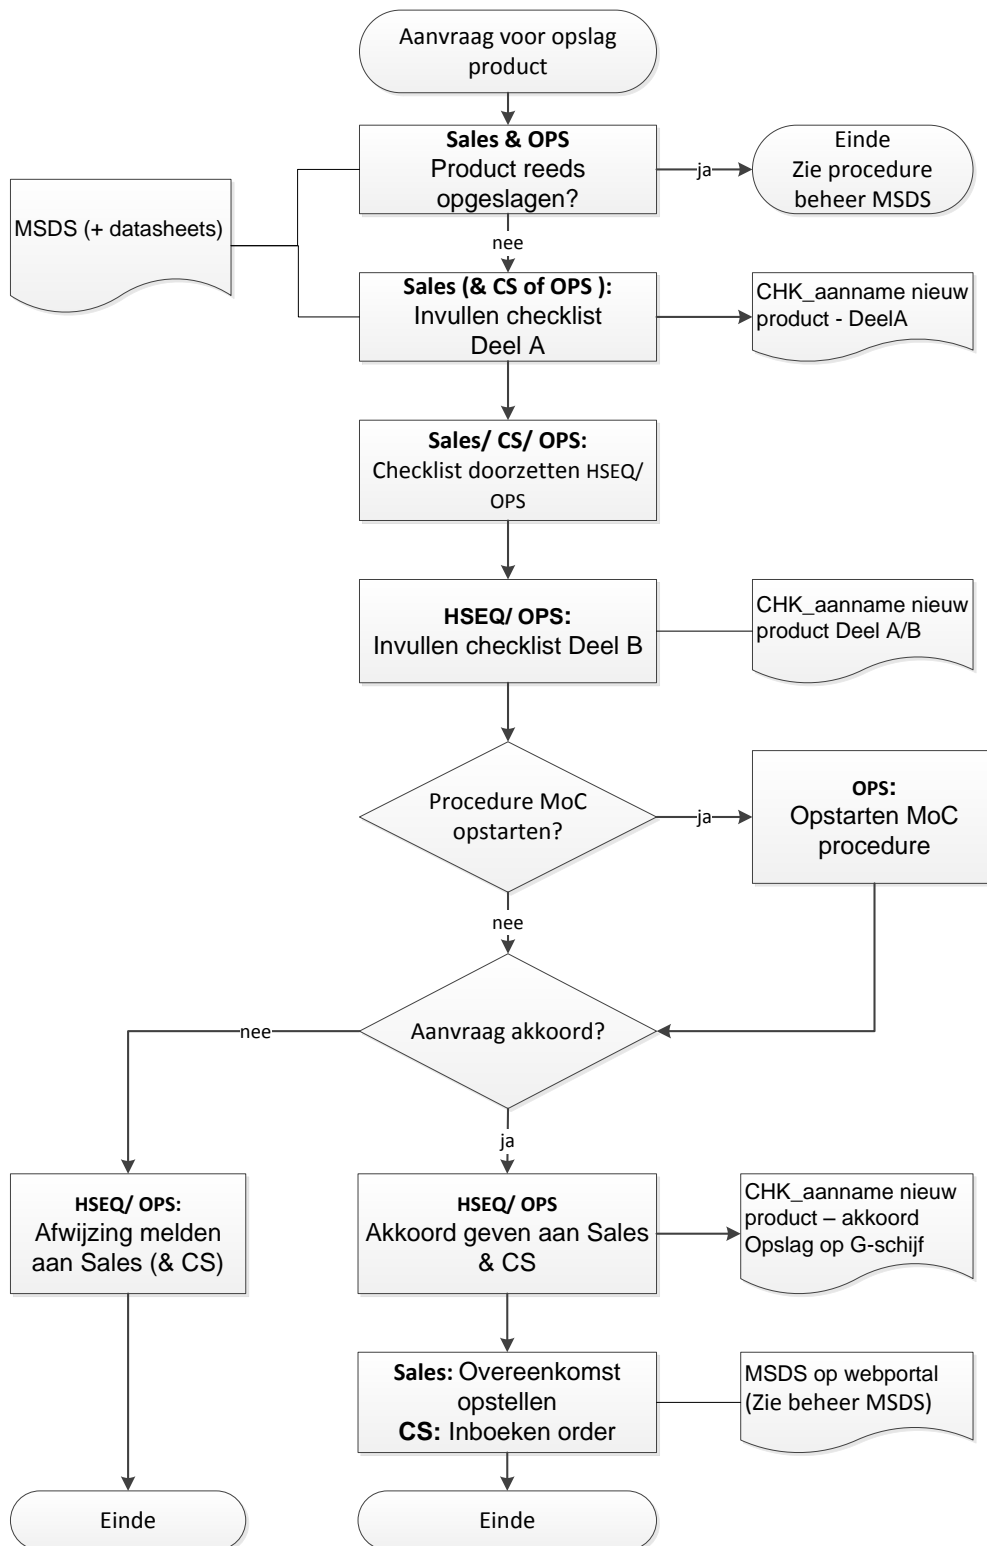 Aanvraag voor opslag
product
Sales & OPS
Product reeds
opgeslagen?
ja
Einde
Zie procedure
beheer MSDS
MSDS (+ datasheets)
nee
Sales (& CS of OPS ):
Invullen checklist
Deel A
CHK_aanname nieuw
product - DeelA
Sales/ CS/ OPS:
Checklist doorzetten HSEQ/
OPS
HSEQ/ OPS:
Invullen checklist Deel B
CHK_aanname nieuw
product Deel A/B
Procedure MoC
opstarten?
ja
OPS:
Opstarten MoC
procedure
nee
Aanvraag akkoord?
nee
ja
HSEQ/ OPS:
Afwijzing melden
aan Sales (& CS)
HSEQ/ OPS
Akkoord geven aan Sales
& CS
CHK_aanname nieuw
product – akkoord
Opslag op G-schijf
Sales: Overeenkomst
opstellen
CS: Inboeken order
MSDS op webportal
(Zie beheer MSDS)
Einde
Einde